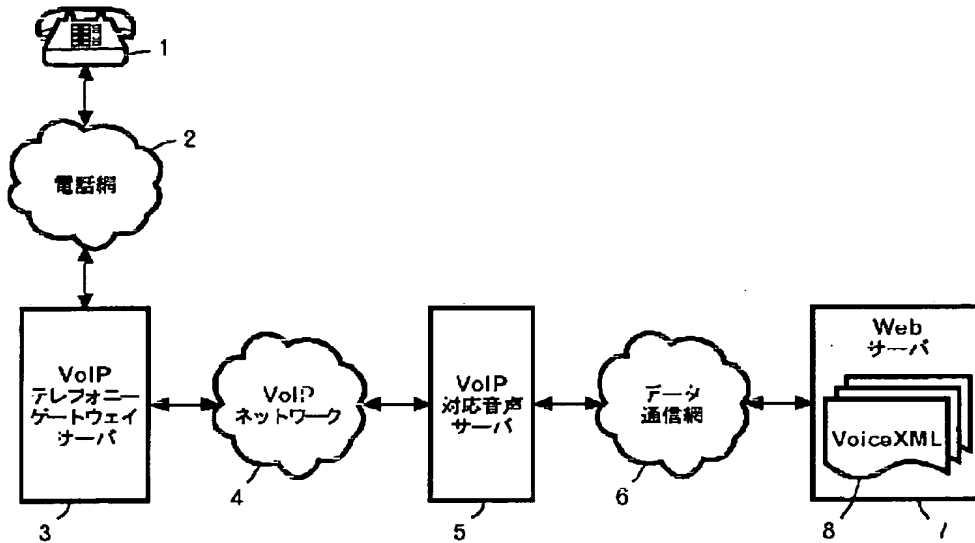 1
2
電話網
VoIP
テレフォニー
ゲートウェイ
サーバ
3
VoIP
ネットワーク
4
VoIP
対応音声
サーバ
5
データ
通信網
6
Web
サーバ
VoiceXML
8
7